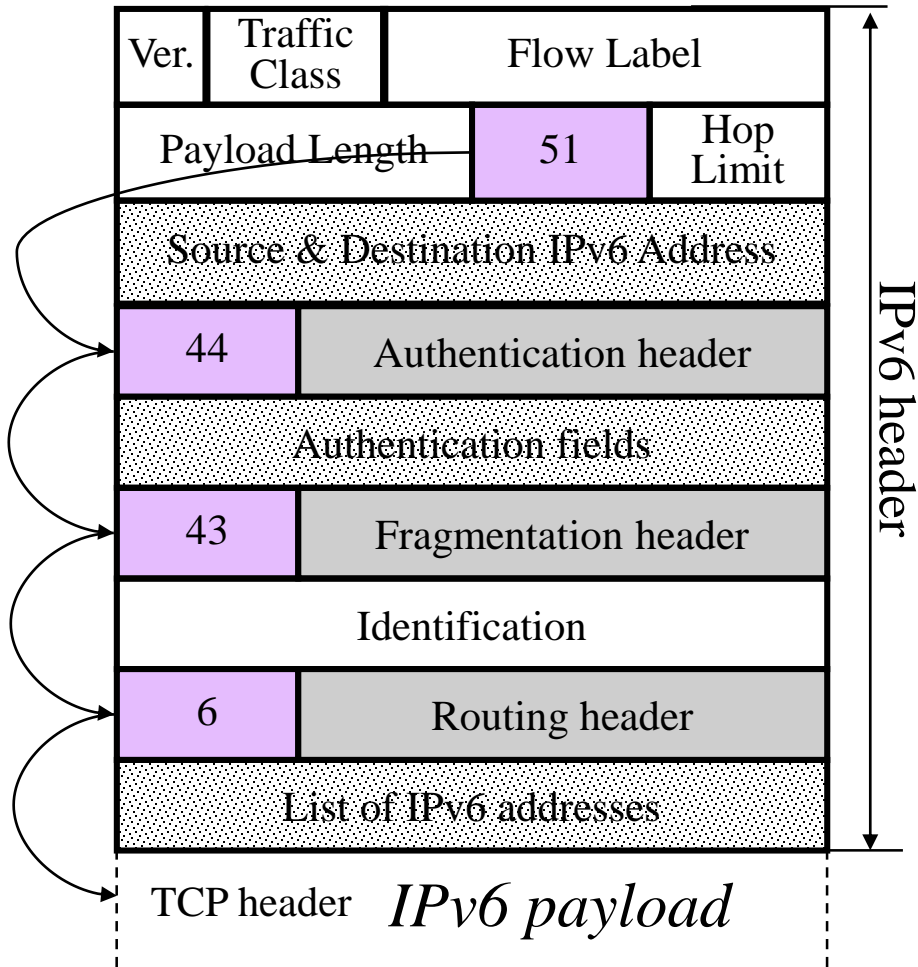 Ver.
Traffic
Class
Flow Label
Payload Length
51
Hop
Limit
Source & Destination IPv6 Address
44
Authentication header
Authentication fields
43
Fragmentation header
Identification
6
Routing header
List of IPv6 addresses
TCP header
IPv6 payload
IPv6 header